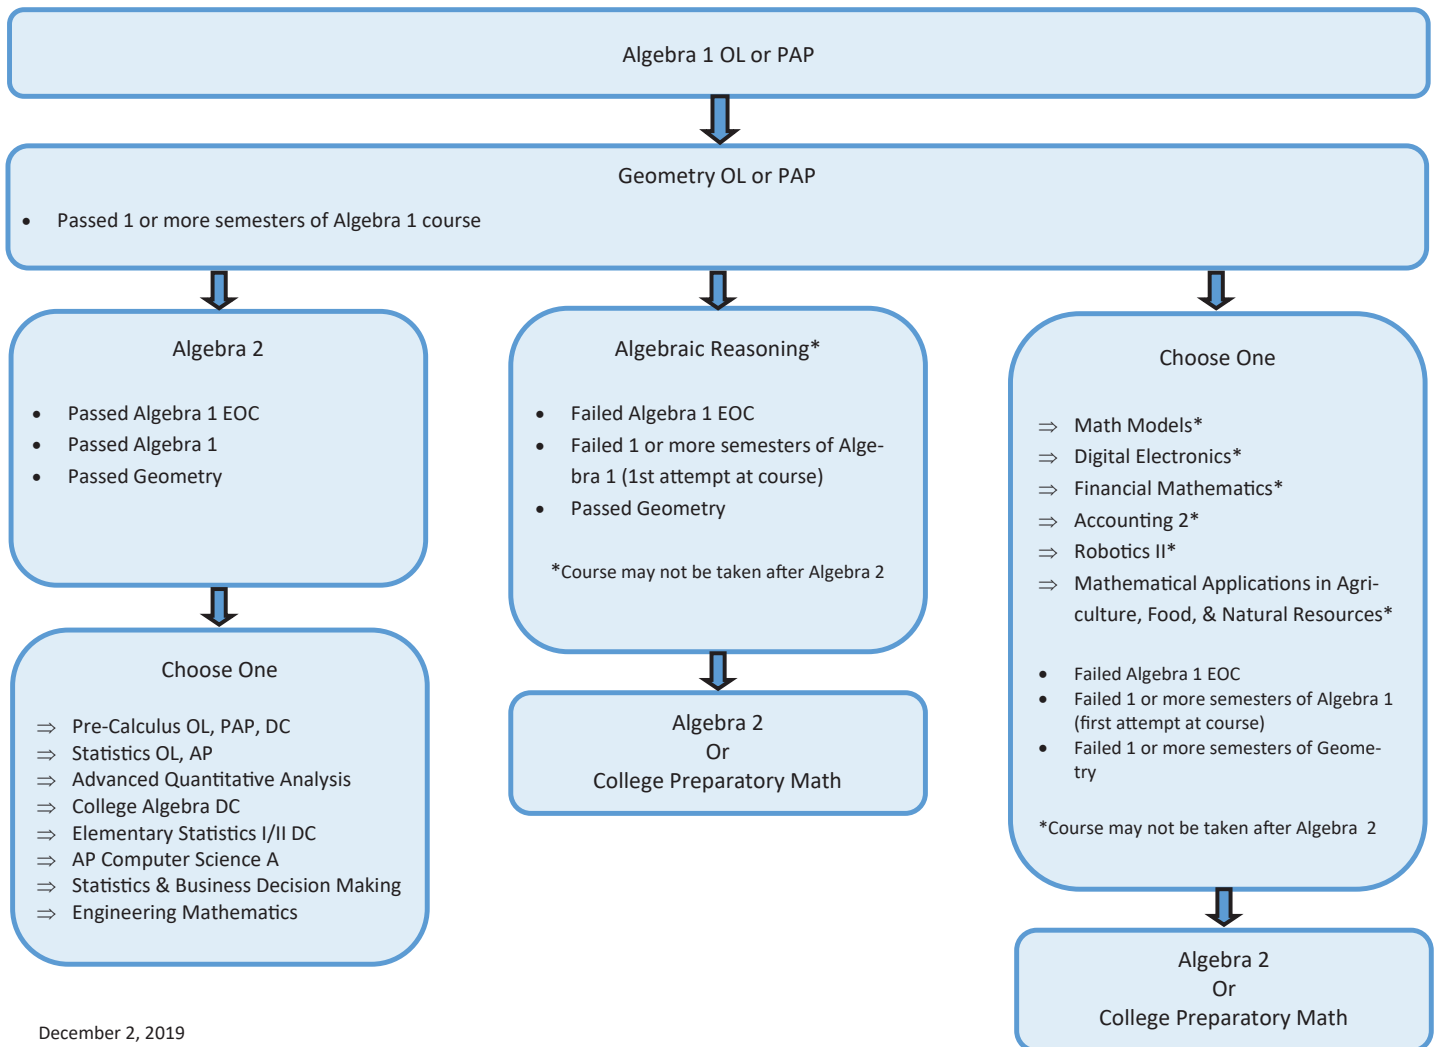 Algebra 1 OL or PAP
Geometry OL or PAP
• Passed 1 or more semesters of Algebra 1 course
Algebra 2
• Passed Algebra 1 EOC
• Passed Algebra 1
• Passed Geometry
Choose One
⇒ Pre-Calculus OL, PAP, DC
⇒ Statistics OL, AP
⇒ Advanced Quantitative Analysis
⇒ College Algebra DC
⇒ Elementary Statistics I/II DC
⇒ AP Computer Science A
⇒ Statistics & Business Decision Making
⇒ Engineering Mathematics
Algebraic Reasoning*
• Failed Algebra 1 EOC
• Failed 1 or more semesters of Alge-
bra 1 (1st attempt at course)
• Passed Geometry
*Course may not be taken after Algebra 2
Algebra 2
Or
College Preparatory Math
Choose One
⇒ Math Models*
⇒ Digital Electronics*
⇒ Financial Mathematics*
⇒ Accounting 2*
⇒ Robotics II*
⇒ Mathematical Applications in Agri-
culture, Food, & Natural Resources*
• Failed Algebra 1 EOC
• Failed 1 or more semesters of Algebra 1
(first attempt at course)
• Failed 1 or more semesters of Geome-
try
*Course may not be taken after Algebra 2
Algebra 2
Or
College Preparatory Math
December 2, 2019